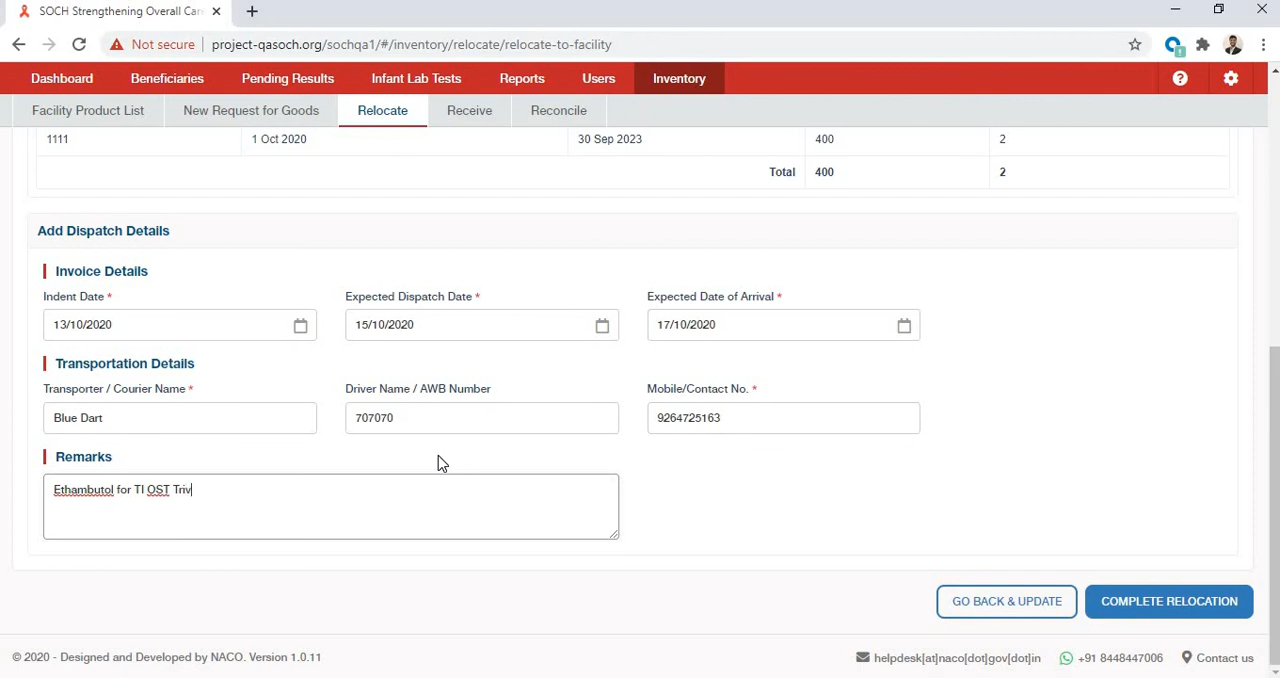 SOCH Strengthening Overall Car
Not secure
project-qasoch.org/sochqa1/#/inventory/relocate/relocate-to-facility
Dashboard Beneficiaries Pending Results Infant Lab Tests Reports Users Inventory
Facility Product List New Request for Goods Relocate Receive Reconcile
1111 1 Oct 2020 30 Sep 2023 400 2
Total 400 2
Add Dispatch Details
Invoice Details
Indent Date * Expected Dispatch Date * Expected Date of Arrival *
13/10/2020 15/10/2020 17/10/2020
Transportation Details
Transporter / Courier Name * Driver Name / AWB Number Mobile/Contact No. *
Blue Dart 707070 9264725163
Remarks
Ethambutol for TI OST Triv
GO BACK & UPDATE COMPLETE RELOCATION
© 2020 - Designed and Developed by NACO. Version 1.0.11 helpdesk[at]naco[dot]gov[dot]in +91 8448447006 Contact us